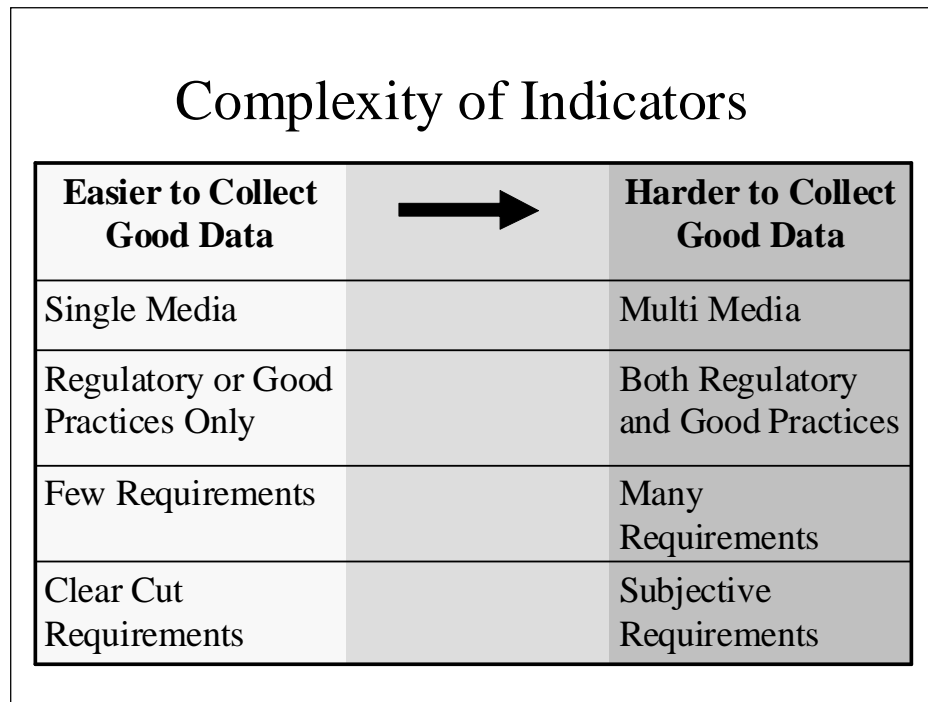 Complexity of Indicators
Easier to Collect
Good Data
Harder to Collect
Good Data
Single Media
Multi Media
Regulatory or Good
Practices Only
Both Regulatory
and Good Practices
Few Requirements
Many
Requirements
Clear Cut
Requirements
Subjective
Requirements